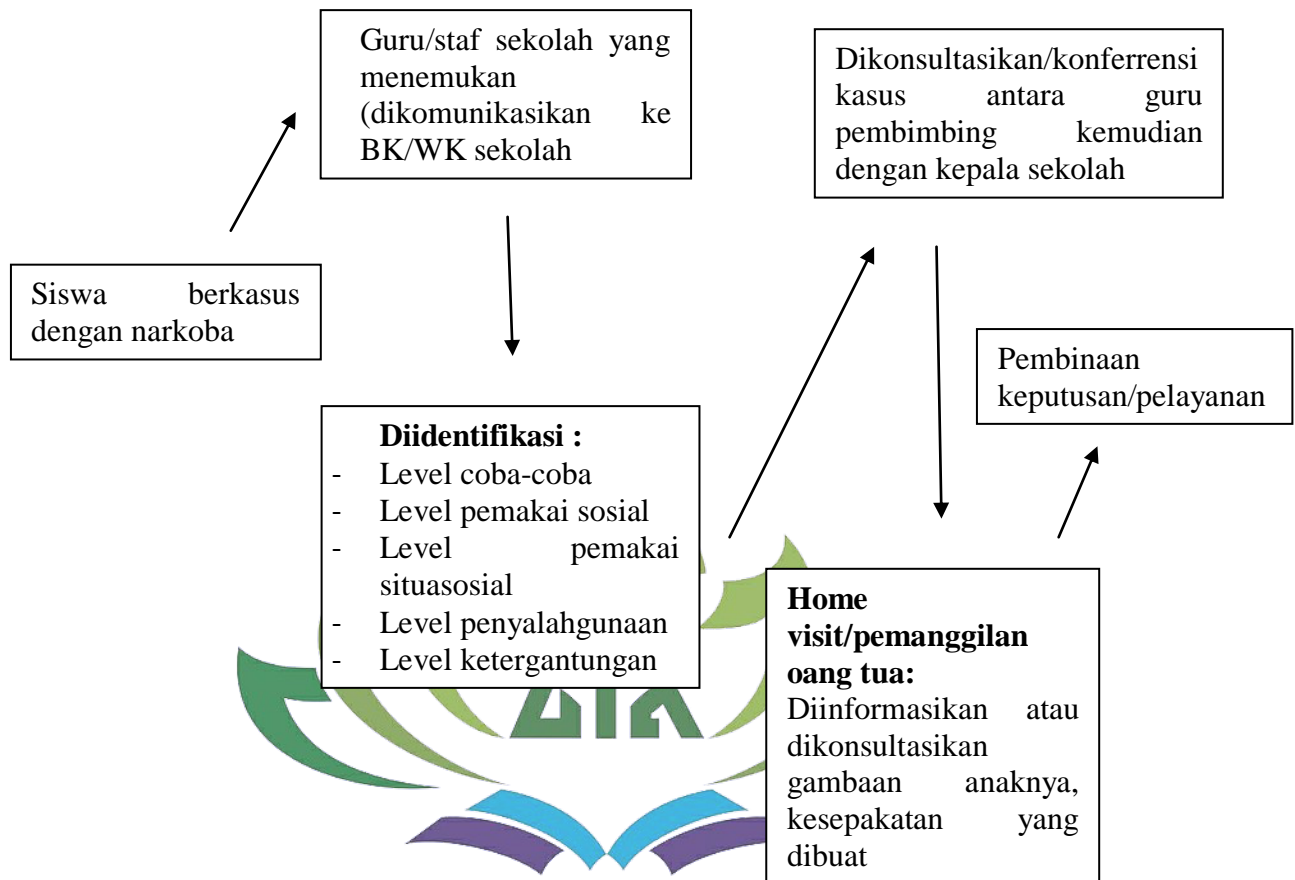 Siswa berkasus
dengan narkoba
Guru/staf sekolah yang
menemukan
(dikomunikasikan ke
BK/WK sekolah
Diidentifikasi :
- Level coba-coba
- Level pemakai sosial
- Level pemakai
situasosial
- Level penyalahgunaan
- Level ketergantungan
Dikonsultasikan/konferrensi
kasus antara guru
pembimbing kemudian
dengan kepala sekolah
Home
visit/pemanggilan
oang tua:
Diinformasikan atau
dikonsultasikan
gambaan anaknya,
kesepakatan yang
dibuat
Pembinaan
keputusan/pelayanan